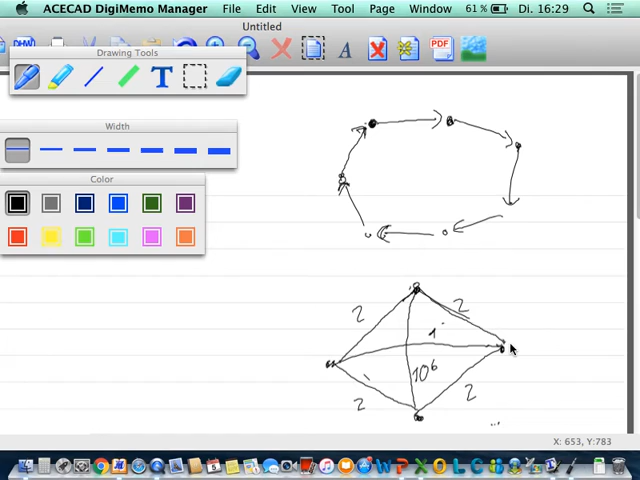 ACECAD DigiMemo Manager File Edit View Tool Page Window 61 % Di. 16:29
Untitled
PDF
Drawing Tools
T
A
Width
Color
2
2
1
10⁶
2
2
...
X: 653, Y:783